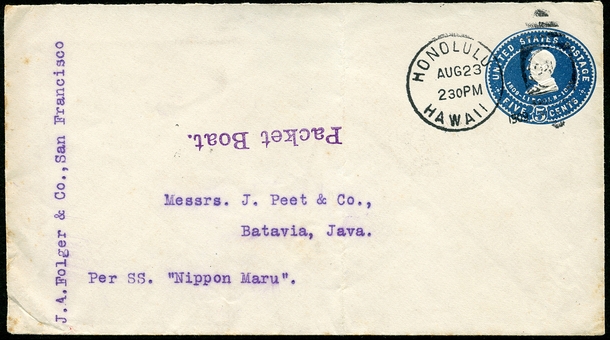 J.A.Folger & Co.,San Francisco
HONOLULU
AUG 23
2 30 PM
HAWAII
UNITED STATES POSTAGE
FIVE 5 CENTS
Packet Boat.
Messrs. J. Peet & Co.,
Batavia, Java.
Per SS. "Nippon Maru".